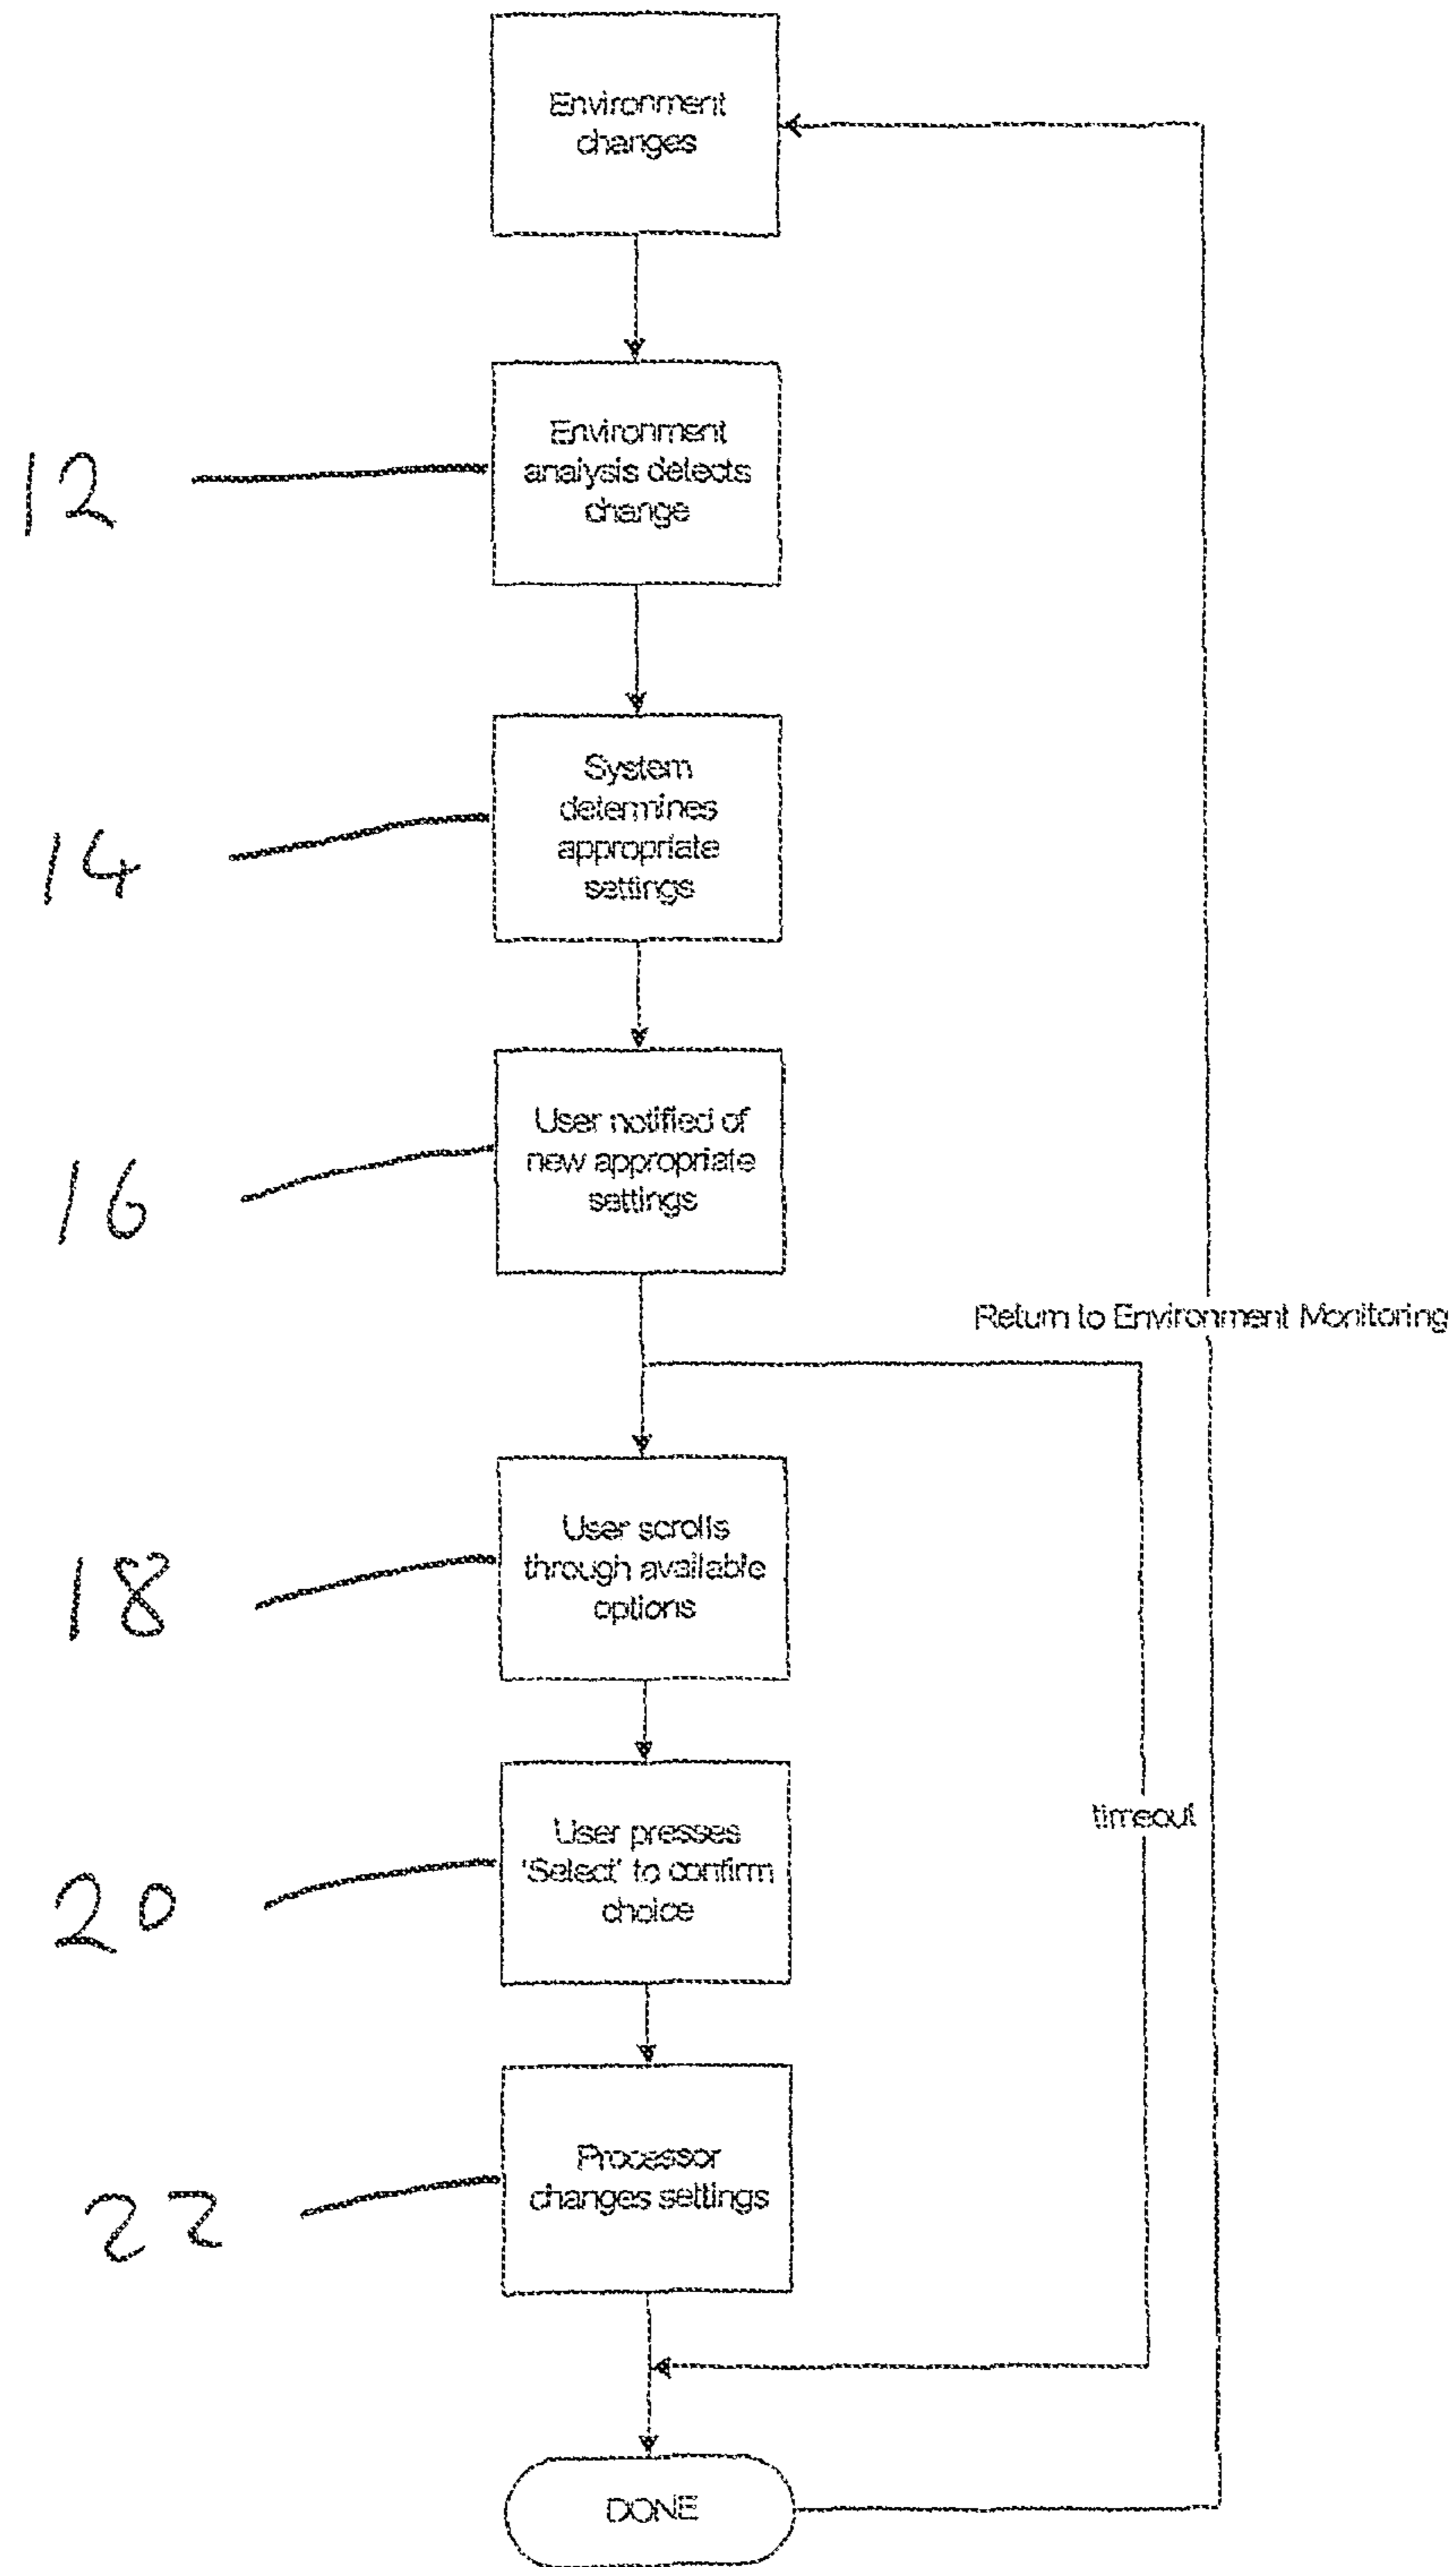 Environment
changes
12
Environment
analysis detects
change
14
System
determines
appropriate
settings
16
User notified of
new appropriate
settings
Return to Environment Monitoring
18
User scrolls
through available
options
timeout
20
User presses
'Select' to confirm
choice
22
Processor
changes settings
DONE